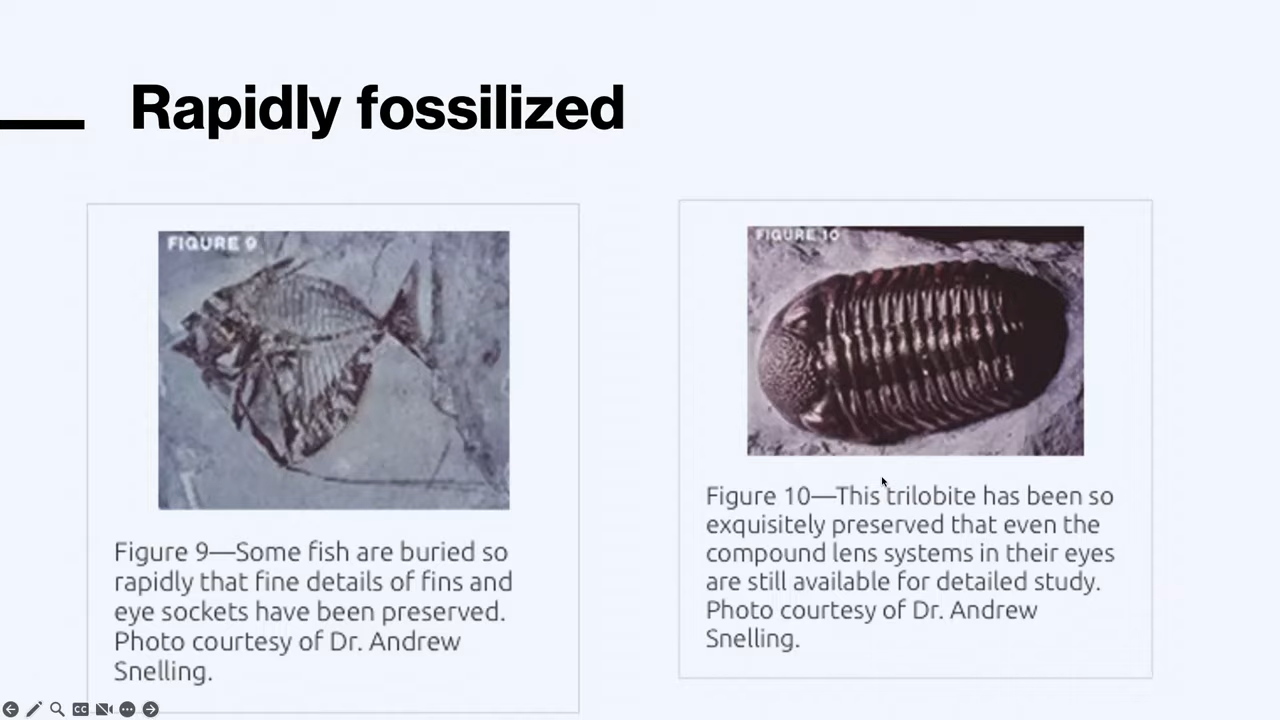 Rapidly fossilized
FIGURE 9
Figure 9—Some fish are buried so
rapidly that fine details of fins and
eye sockets have been preserved.
Photo courtesy of Dr. Andrew
Snelling.
FIGURE 10
Figure 10—This trilobite has been so
exquisitely preserved that even the
compound lens systems in their eyes
are still available for detailed study.
Photo courtesy of Dr. Andrew
Snelling.
CC